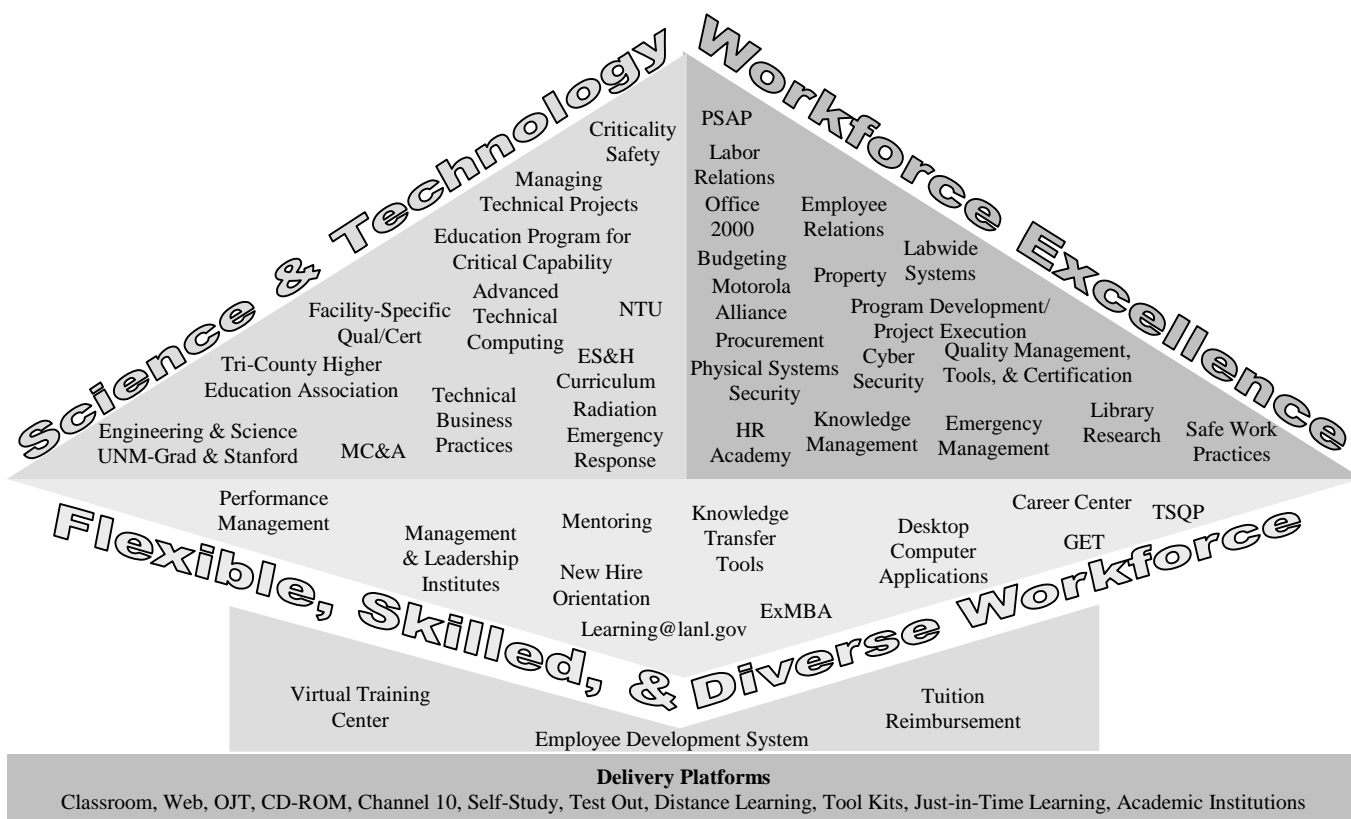 Science & Technology
Workforce Excellence
Criticality
Safety
Managing
Technical Projects
Education Program for
Critical Capability
Advanced
Technical
Computing
NTU
Facility-Specific
Qual/Cert
Tri-County Higher
Education Association
ES&H
Curriculum
Technical
Business
Practices
Radiation
Emergency
Response
Engineering & Science
UNM-Grad & Stanford
MC&A
PSAP
Labor
Relations
Office
2000
Employee
Relations
Labwide
Systems
Budgeting
Property
Motorola
Alliance
Program Development/
Project Execution
Procurement
Cyber
Security
Quality Management,
Tools, & Certification
Physical Systems
Security
HR
Academy
Knowledge
Management
Emergency
Management
Library
Research
Safe Work
Practices
Performance
Management
Management
& Leadership
Institutes
Mentoring
New Hire
Orientation
Learning@lanl.gov
Knowledge
Transfer
Tools
ExMBA
Desktop
Computer
Applications
Career Center
TSQP
GET
Flexible, Skilled, & Diverse Workforce
Virtual Training
Center
Employee Development System
Tuition
Reimbursement
Delivery Platforms
Classroom, Web, OJT, CD-ROM, Channel 10, Self-Study, Test Out, Distance Learning, Tool Kits, Just-in-Time Learning, Academic Institutions